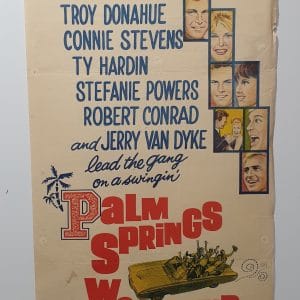 TROY DONAHUE
CONNIE STEVENS
TY HARDIN
STEFANIE POWERS
ROBERT CONRAD
and JERRY VAN DYKE
lead the gang
on a swingin'
PALM
SPRINGS